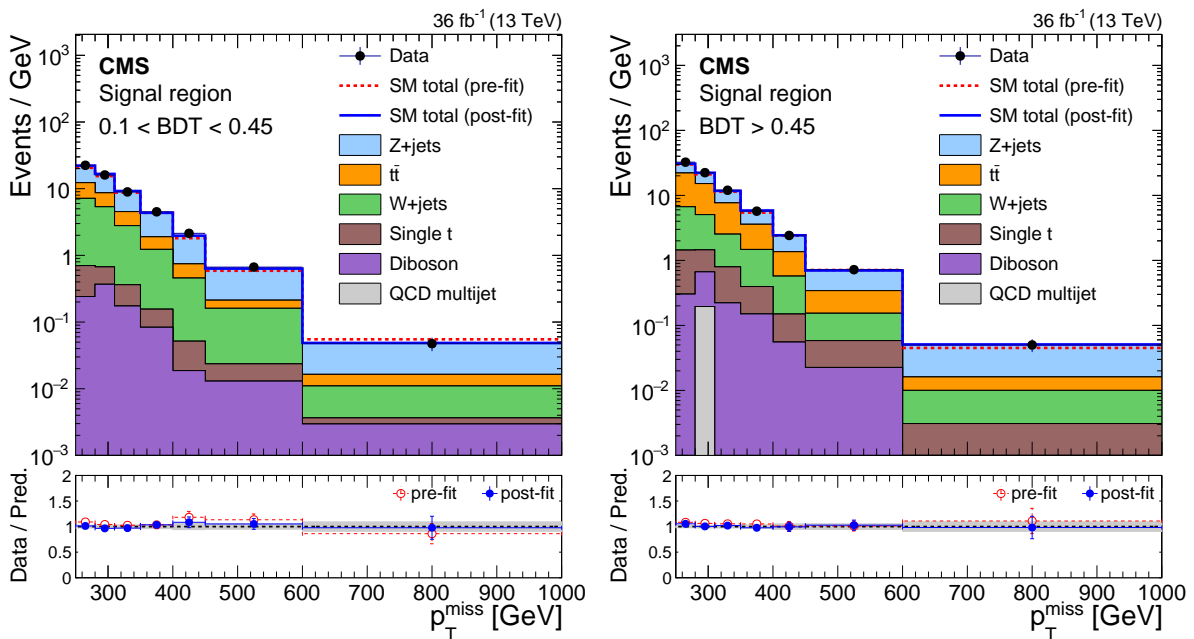 36 fb⁻¹ (13 TeV)
CMS
Signal region
0.1 < BDT < 0.45
Data
SM total (pre-fit)
SM total (post-fit)
Z+jets
tt̄
W+jets
Single t
Diboson
QCD multijet
Events / GeV
10³
10²
10
1
10⁻¹
10⁻²
10⁻³
Data / Pred.
2
1.5
1
0.5
0
pre-fit
post-fit
300 400 500 600 700 800 900 1000
p_T^miss [GeV]
36 fb⁻¹ (13 TeV)
CMS
Signal region
BDT > 0.45
Data
SM total (pre-fit)
SM total (post-fit)
Z+jets
tt̄
W+jets
Single t
Diboson
QCD multijet
Events / GeV
10³
10²
10
1
10⁻¹
10⁻²
10⁻³
Data / Pred.
2
1.5
1
0.5
0
pre-fit
post-fit
300 400 500 600 700 800 900 1000
p_T^miss [GeV]